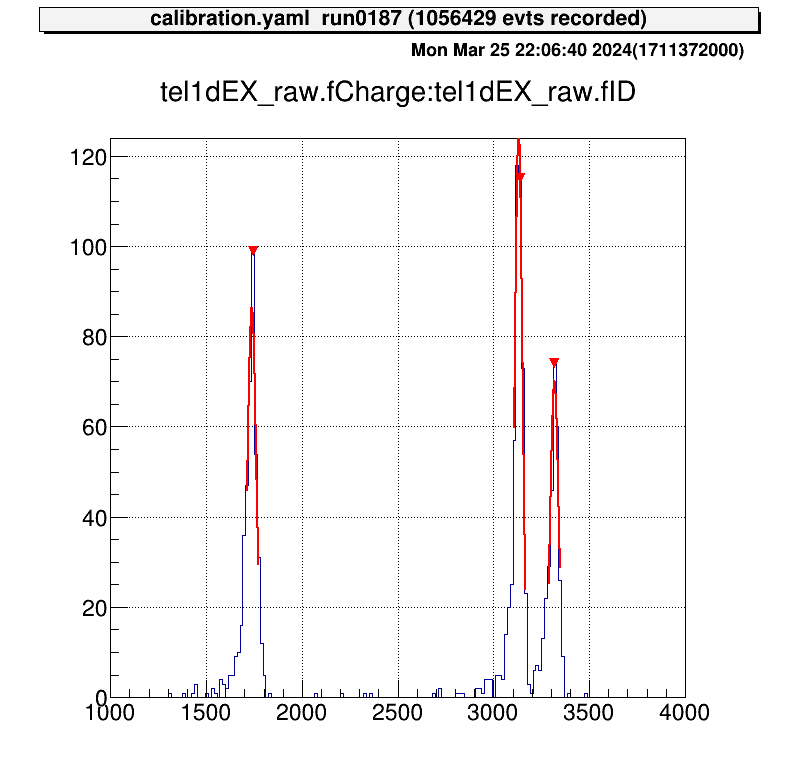 calibration.yaml run0187 (1056429 evts recorded)
Mon Mar 25 22:06:40 2024(1711372000)
tel1dEX_raw.fCharge:tel1dEX_raw.fID
120
100
80
60
40
20
0
1000 1500 2000 2500 3000 3500 4000